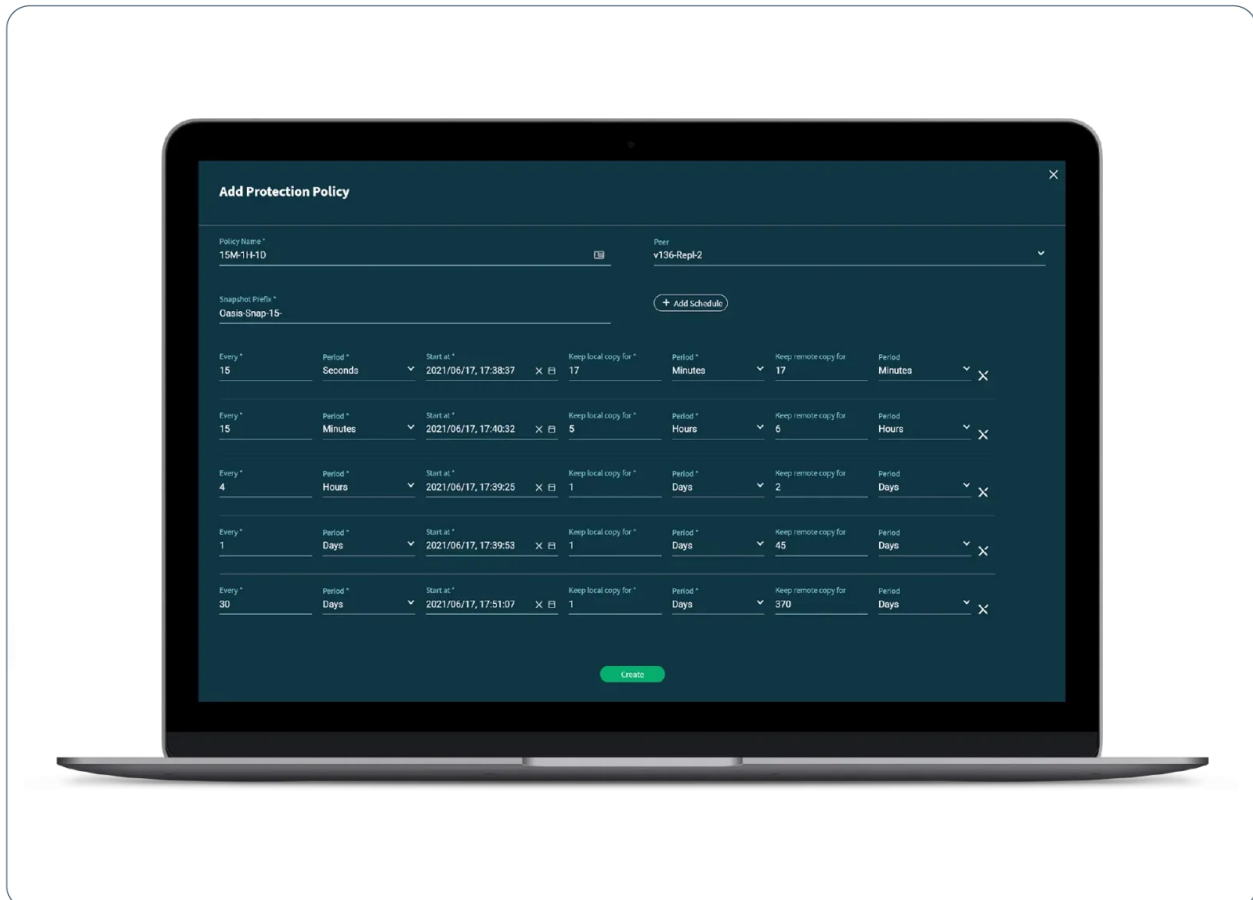 Add Protection Policy
Policy Name * Peer
15M-1H-1D v136-Repl-2
Snapshot Prefix *
Oasis-Snap-15- + Add Schedule
Every * Period * Start at * Keep local copy for * Period * Keep remote copy for Period
15 Seconds 2021/06/17, 17:38:37 17 Minutes 17 Minutes
Every * Period * Start at * Keep local copy for * Period * Keep remote copy for Period
15 Minutes 2021/06/17, 17:40:32 5 Hours 6 Hours
Every * Period * Start at * Keep local copy for * Period * Keep remote copy for Period
4 Hours 2021/06/17, 17:39:25 1 Days 2 Days
Every * Period * Start at * Keep local copy for * Period * Keep remote copy for Period
1 Days 2021/06/17, 17:39:53 1 Days 45 Days
Every * Period * Start at * Keep local copy for * Period * Keep remote copy for Period
30 Days 2021/06/17, 17:51:07 1 Days 370 Days
Create